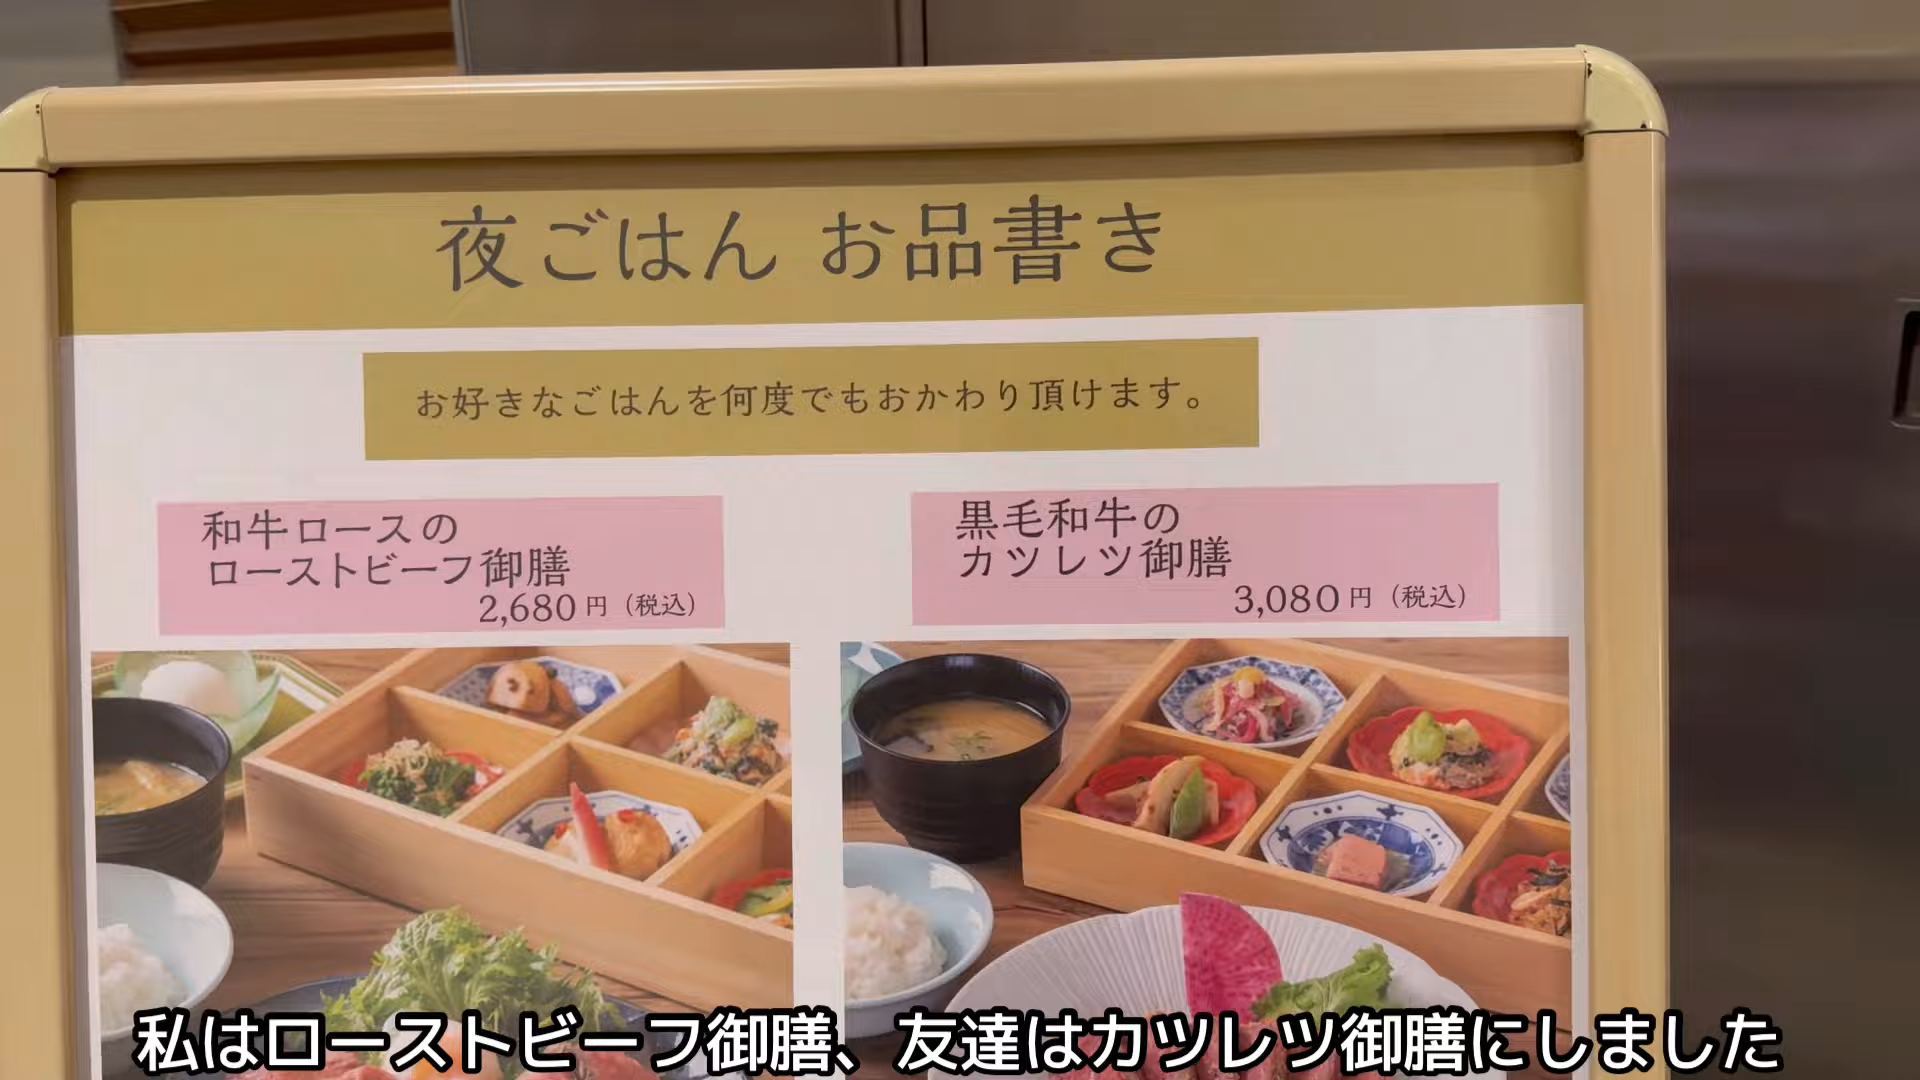 夜ごはん お品書き
お好きなごはんを何度でもおかわり頂けます。
和牛ロースの
ローストビーフ御膳
2,680円（税込）
黒毛和牛の
カツレツ御膳
3,080円（税込）
私はローストビーフ御膳、友達はカツレツ御膳にしました